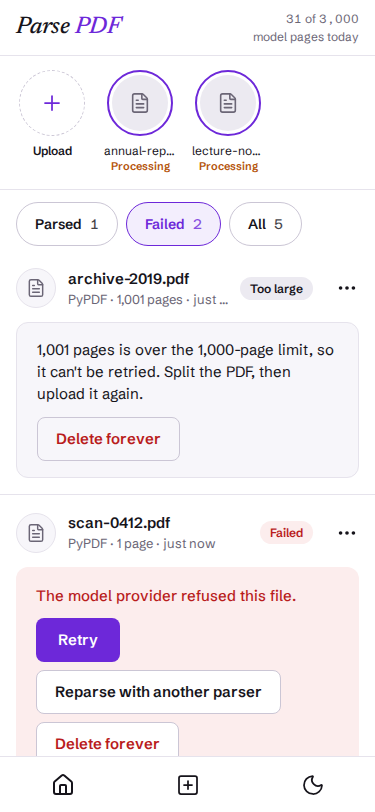 Parse PDF
31 of 3,000
model pages today
Upload
annual-rep...
Processing
lecture-no...
Processing
Parsed 1
Failed 2
All 5
archive-2019.pdf
PyPDF · 1,001 pages · just ...
Too large
1,001 pages is over the 1,000-page limit, so
it can't be retried. Split the PDF, then
upload it again.
Delete forever
scan-0412.pdf
PyPDF · 1 page · just now
Failed
The model provider refused this file.
Retry
Reparse with another parser
Delete forever